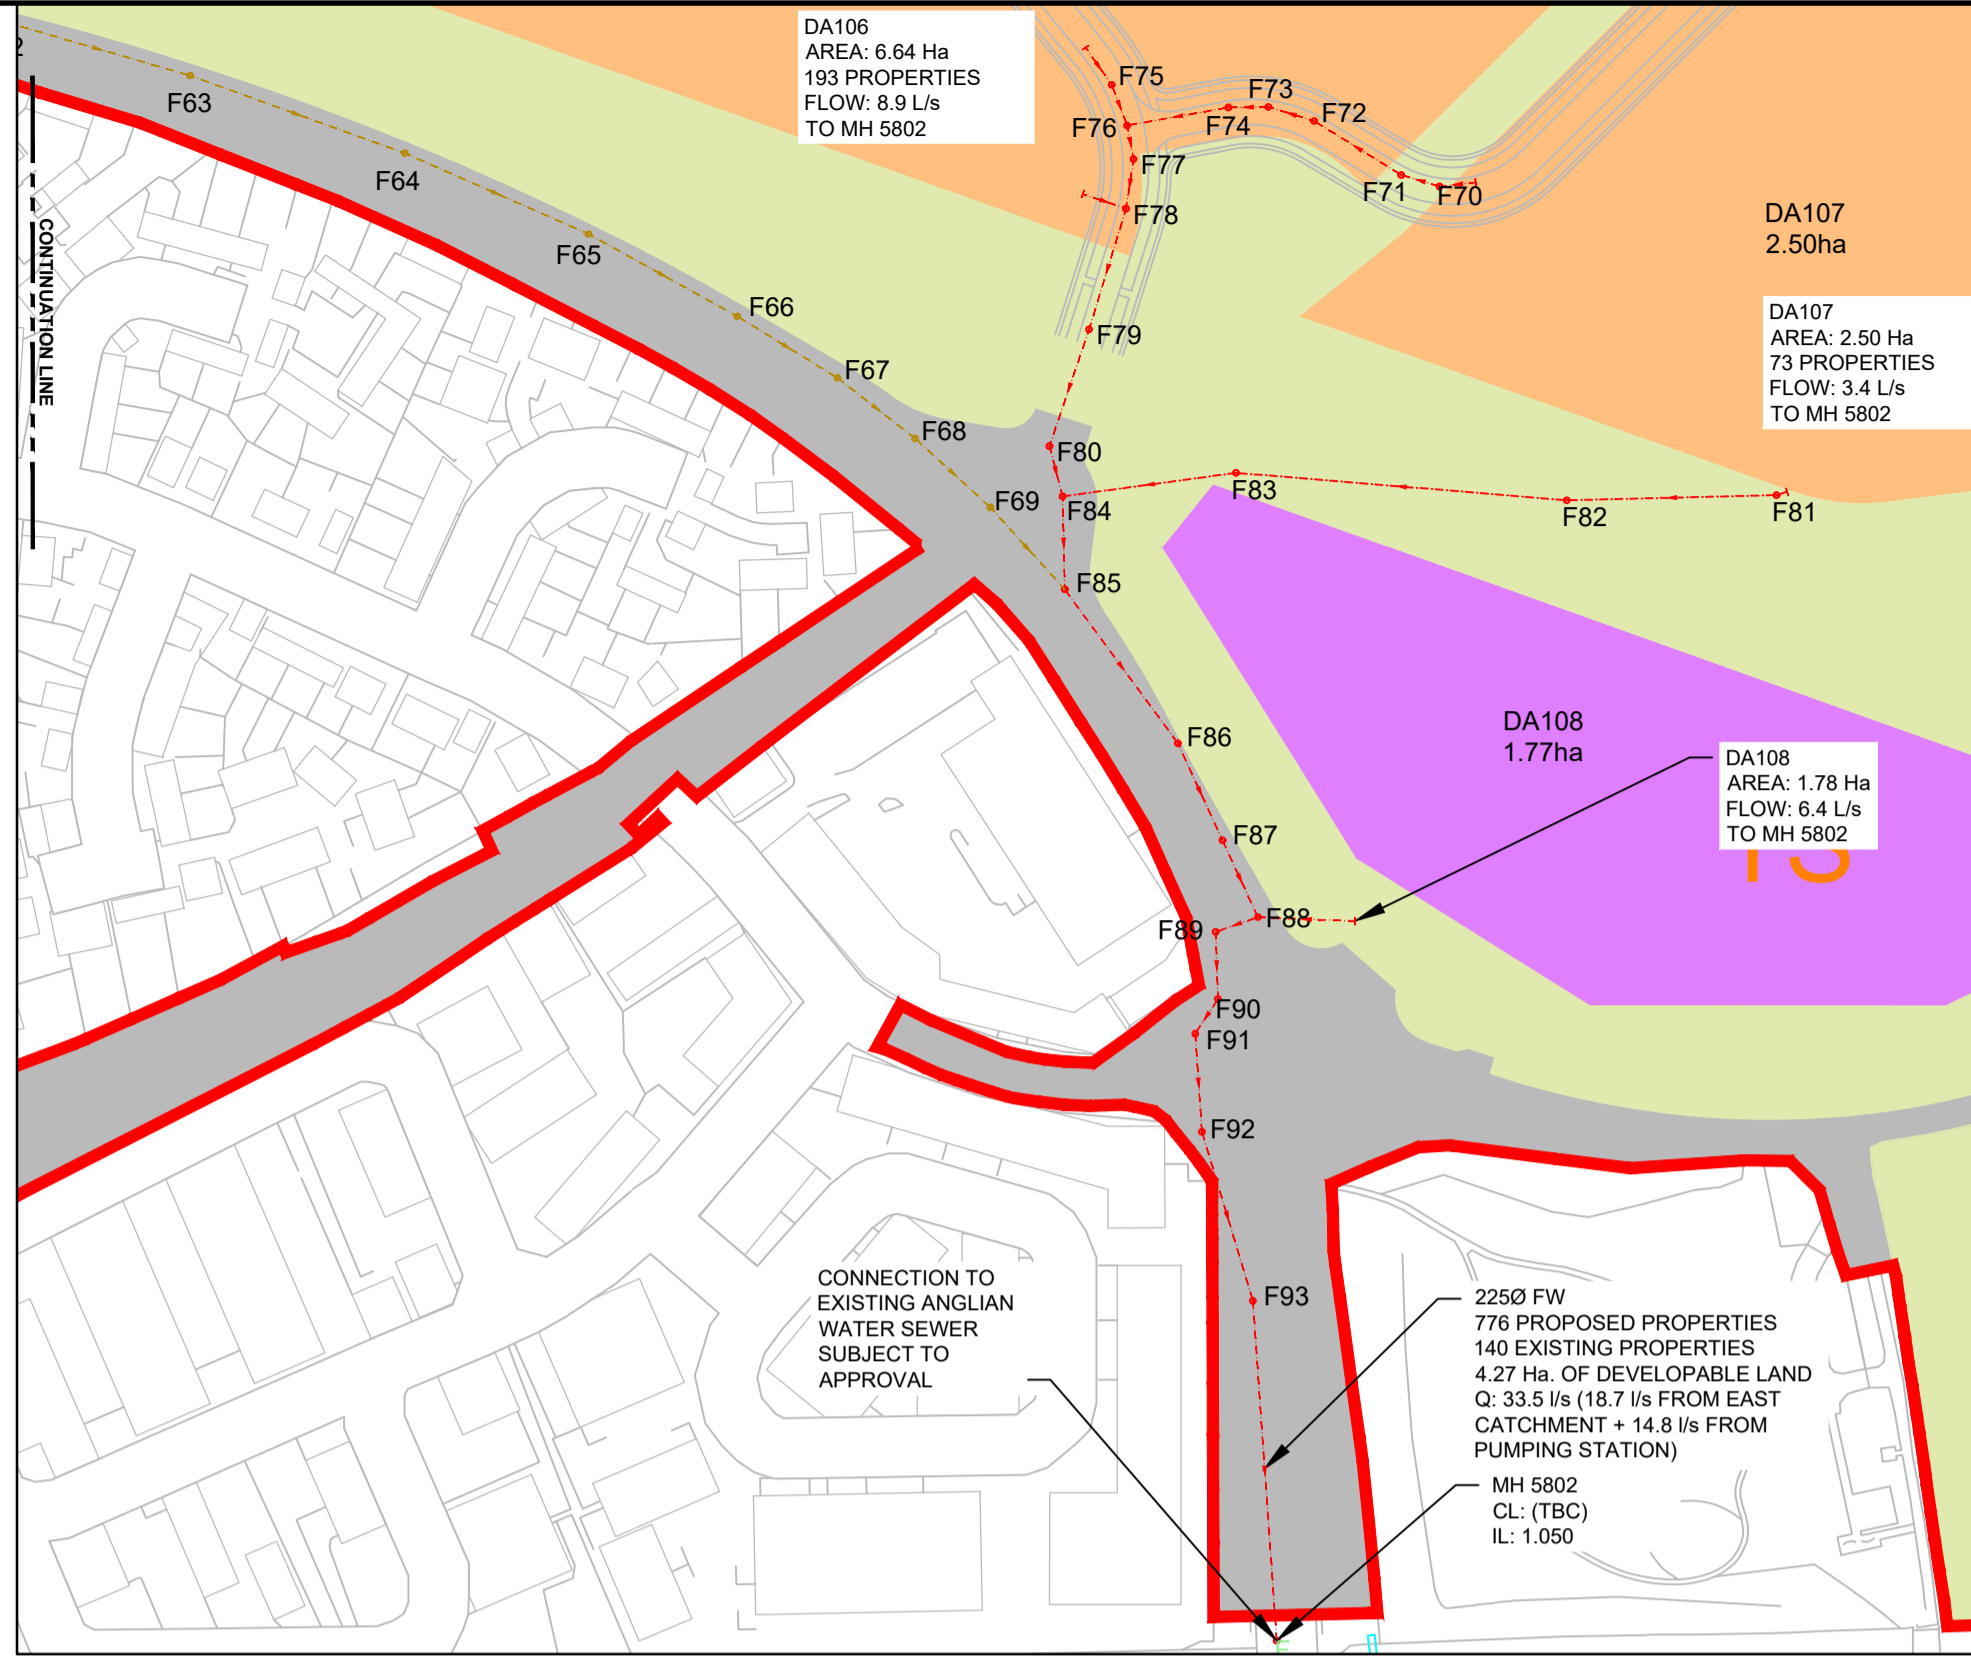 DA106
AREA: 6.64 Ha
193 PROPERTIES
FLOW: 8.9 L/s
TO MH 5802
2
F63
F64
F65
F66
F67
F68
F69
CONTINUATION LINE
F75
F76
F77
F78
F79
F80
F74
F73
F72
F71
F70
DA107
2.50ha
DA107
AREA: 2.50 Ha
73 PROPERTIES
FLOW: 3.4 L/s
TO MH 5802
F84
F83
F82
F81
F85
F86
F87
F88
F89
F90
F91
F92
F93
DA108
1.77ha
DA108
AREA: 1.78 Ha
FLOW: 6.4 L/s
TO MH 5802
CONNECTION TO
EXISTING ANGLIAN
WATER SEWER
SUBJECT TO
APPROVAL
225Ø FW
776 PROPOSED PROPERTIES
140 EXISTING PROPERTIES
4.27 Ha. OF DEVELOPABLE LAND
Q: 33.5 l/s (18.7 l/s FROM EAST
CATCHMENT + 14.8 l/s FROM
PUMPING STATION)
MH 5802
CL: (TBC)
IL: 1.050